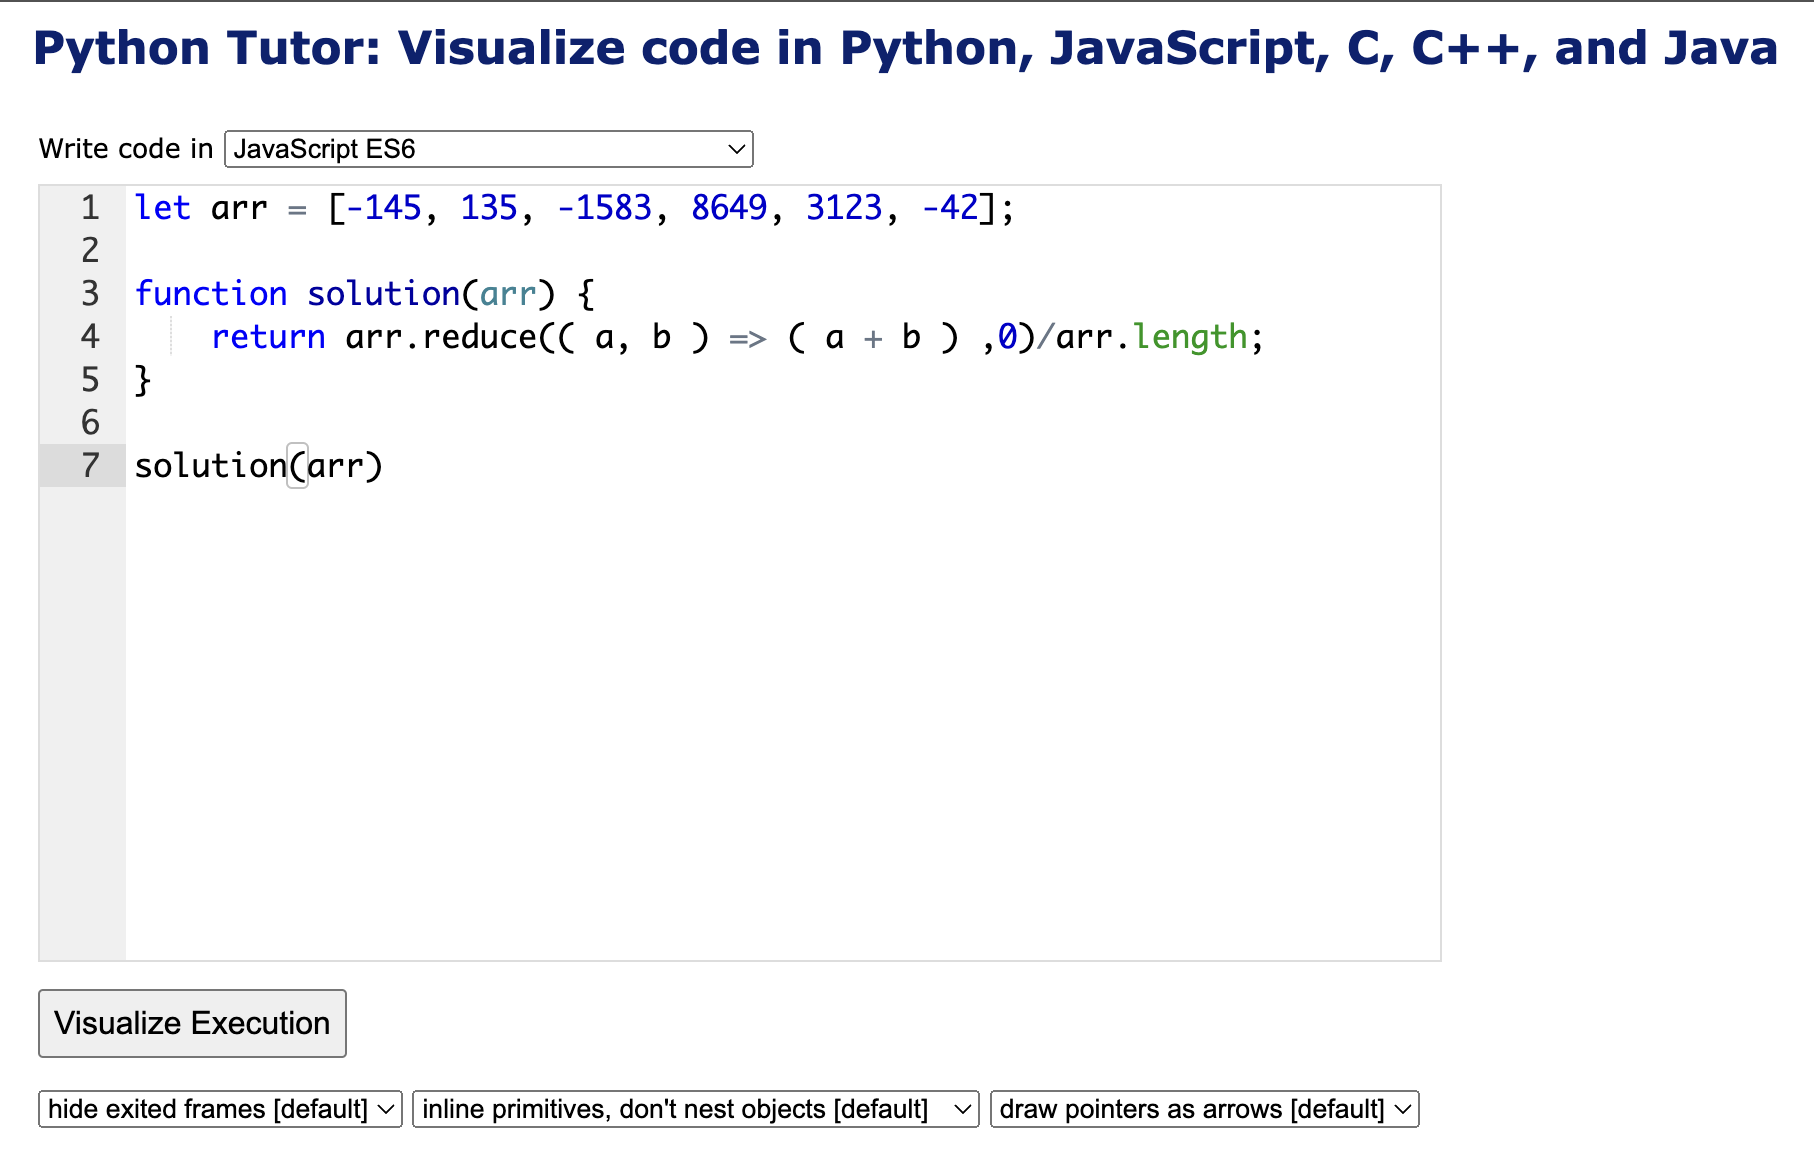 Python Tutor: Visualize code in Python, JavaScript, C, C++, and Java
Write code in JavaScript ES6
1 let arr = [-145, 135, -1583, 8649, 3123, -42];
2
3 function solution(arr) {
4     return arr.reduce(( a, b ) => ( a + b ) ,0)/arr.length;
5 }
6
7 solution(arr)
Visualize Execution
hide exited frames [default] inline primitives, don't nest objects [default] draw pointers as arrows [default]